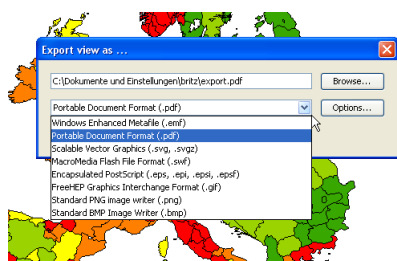 Export view as ...
C:\Dokumente und Einstellungen\britz\export.pdf
Browse...
Portable Document Format (.pdf)
Options...
Windows Enhanced Metafile (.emf)
Portable Document Format (.pdf)
Scalable Vector Graphics (.svg, .svgz)
MacroMedia Flash File Format (.swf)
Encapsulated PostScript (.eps, .epi, .epsi, .epsf)
FreeHEP Graphics Interchange Format (.gif)
Standard PNG image writer (.png)
Standard BMP Image Writer (.bmp)